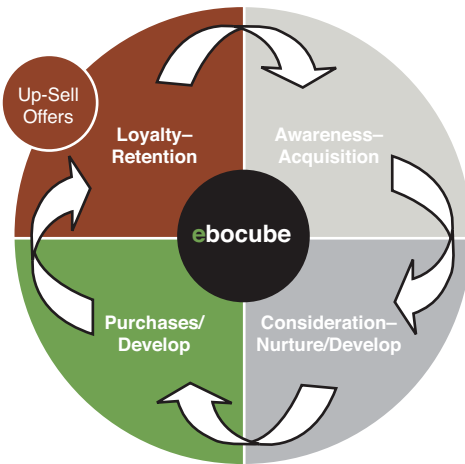 Up-Sell
Offers
Loyalty–
Retention
Awareness–
Acquisition
ebocube
Purchases/
Develop
Consideration–
Nurture/Develop